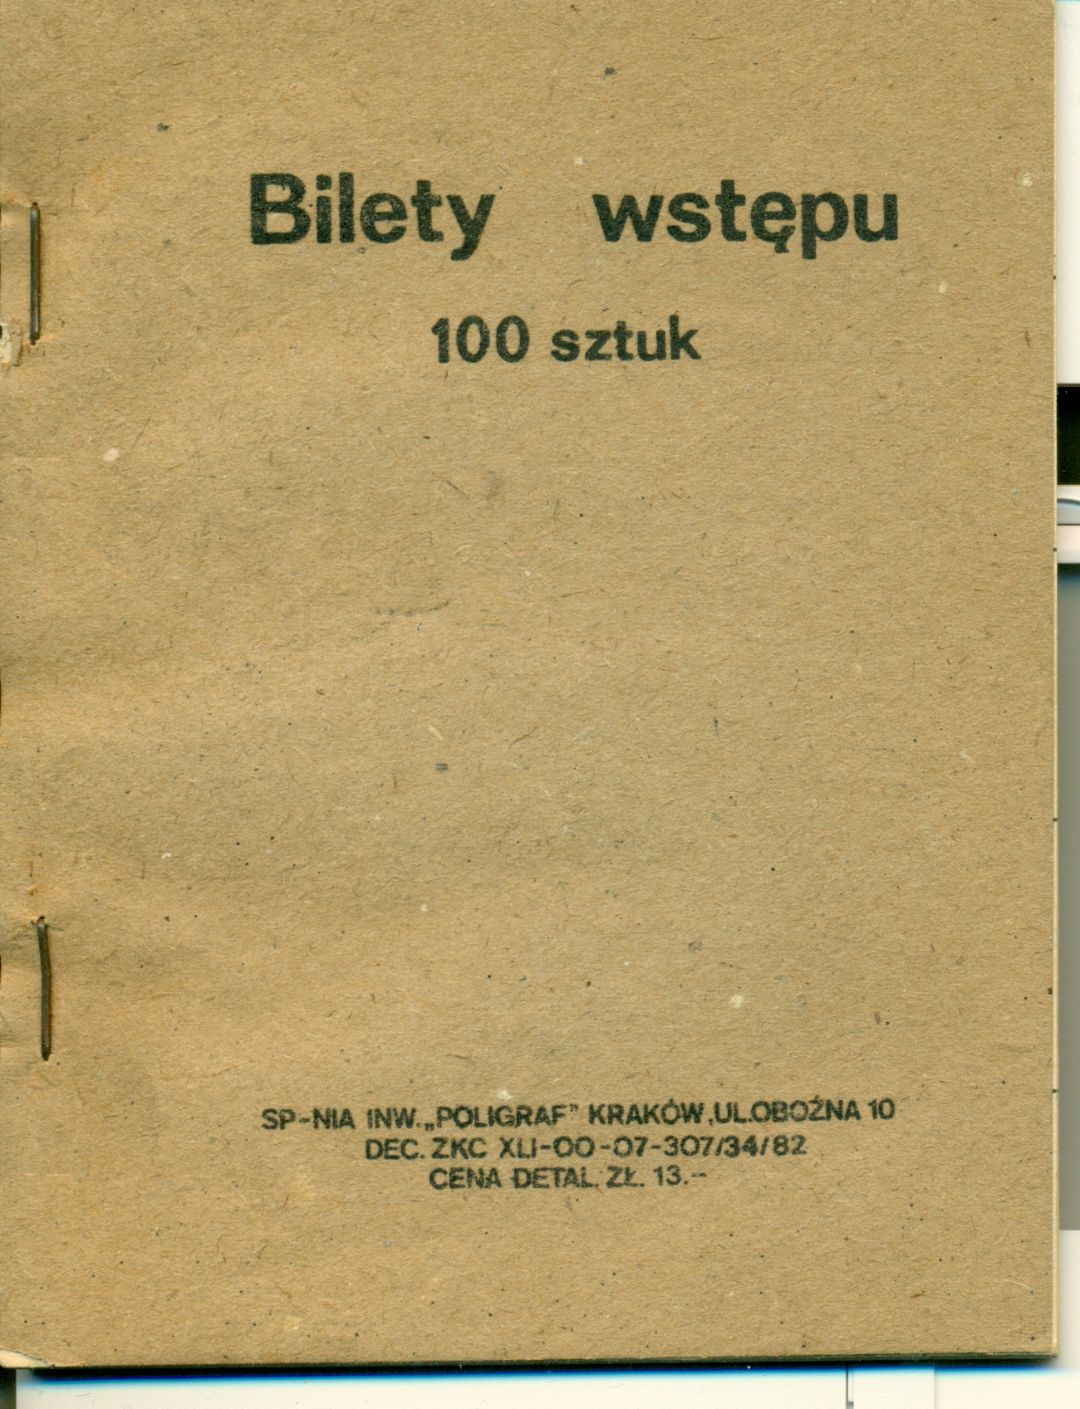 Bilety wstępu
100 sztuk
SP-NIA INW. „POLIGRAF” KRAKÓW, UL.OBOŹNA 10
DEC. ZKC XLI-00-07-307/34/82
CENA DETAL. ZŁ. 13.-